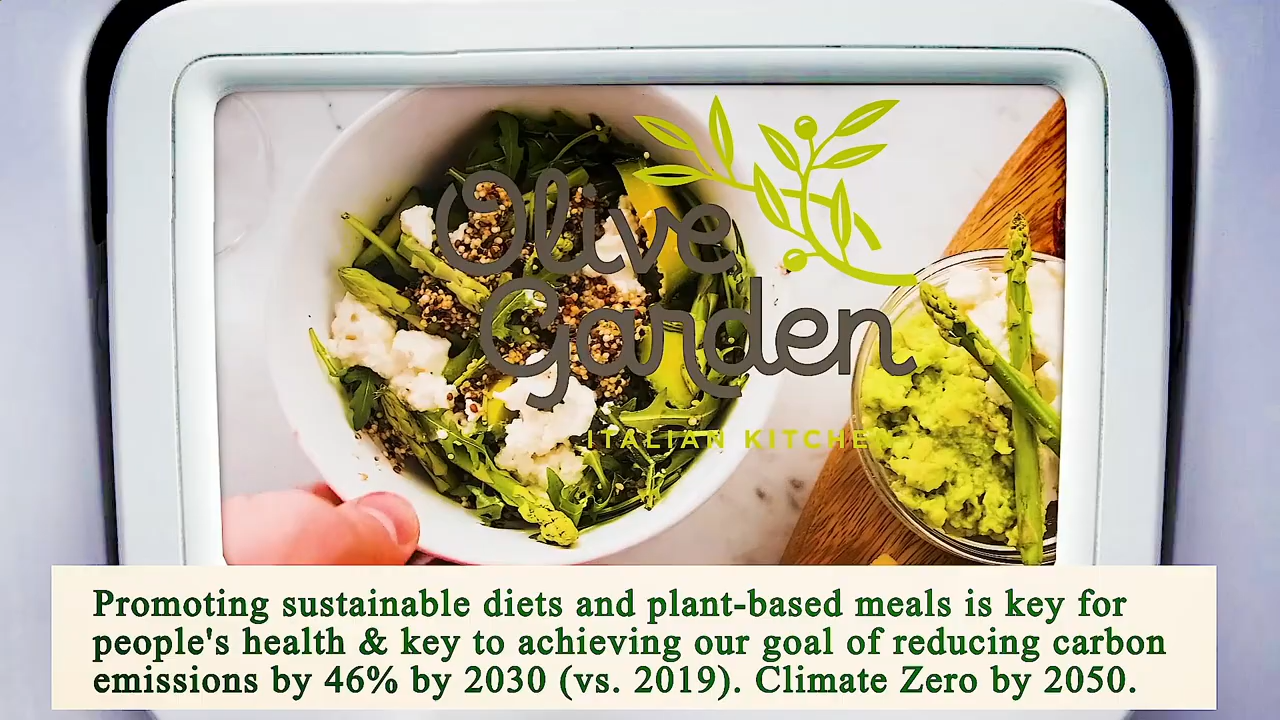 Olive
Garden
ITALIAN KITCHEN
Promoting sustainable diets and plant-based meals is key for
people's health & key to achieving our goal of reducing carbon
emissions by 46% by 2030 (vs. 2019). Climate Zero by 2050.